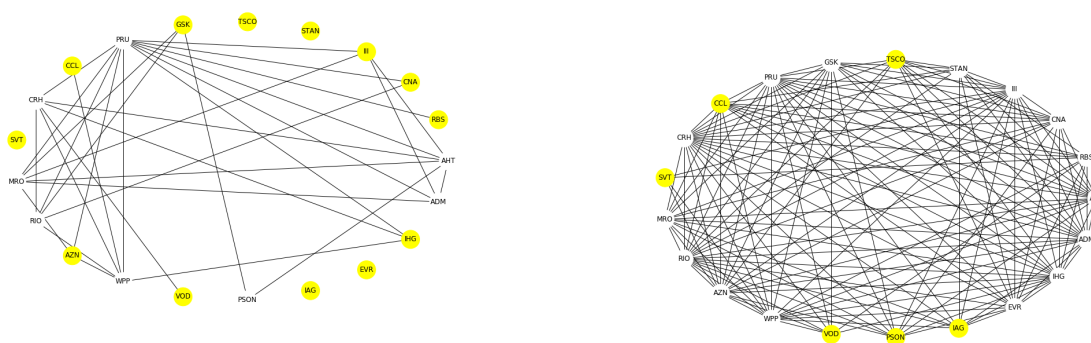 GSK
TSCO
STAN
PRU
III
CCL
CNA
CRH
RBS
SVT
AHT
MRO
ADM
RIO
IHG
AZN
EVR
WPP
IAG
VOD
PSON
TSCO
GSK
STAN
PRU
III
CCL
CNA
CRH
RBS
SVT
MRO
ADM
RIO
IHG
AZN
EVR
WPP
IAG
VOD
PSON